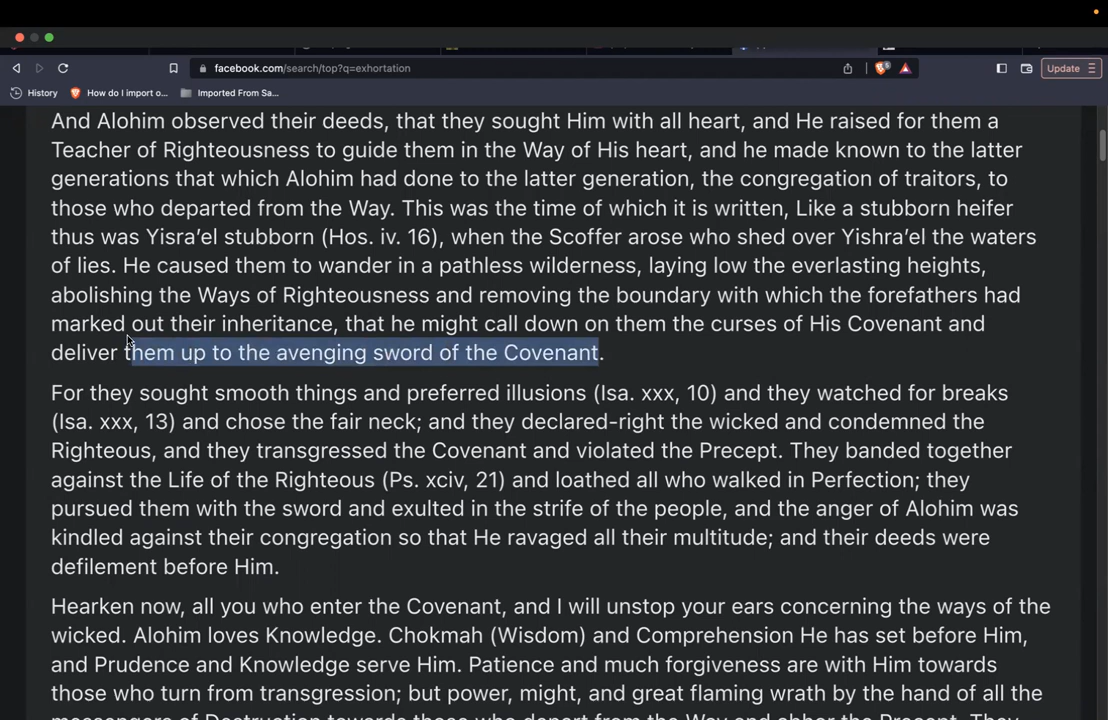 facebook.com/search/top?q=exhortation
Update
History
How do I import o...
Imported From Sa...
And Alohim observed their deeds, that they sought Him with all heart, and He raised for them a
Teacher of Righteousness to guide them in the Way of His heart, and he made known to the latter
generations that which Alohim had done to the latter generation, the congregation of traitors, to
those who departed from the Way. This was the time of which it is written, Like a stubborn heifer
thus was Yisra’el stubborn (Hos. iv. 16), when the Scoffer arose who shed over Yishra’el the waters
of lies. He caused them to wander in a pathless wilderness, laying low the everlasting heights,
abolishing the Ways of Righteousness and removing the boundary with which the forefathers had
marked out their inheritance, that he might call down on them the curses of His Covenant and
deliver them up to the avenging sword of the Covenant.
For they sought smooth things and preferred illusions (Isa. xxx, 10) and they watched for breaks
(Isa. xxx, 13) and chose the fair neck; and they declared-right the wicked and condemned the
Righteous, and they transgressed the Covenant and violated the Precept. They banded together
against the Life of the Righteous (Ps. xciv, 21) and loathed all who walked in Perfection; they
pursued them with the sword and exulted in the strife of the people, and the anger of Alohim was
kindled against their congregation so that He ravaged all their multitude; and their deeds were
defilement before Him.
Hearken now, all you who enter the Covenant, and I will unstop your ears concerning the ways of the
wicked. Alohim loves Knowledge. Chokmah (Wisdom) and Comprehension He has set before Him,
and Prudence and Knowledge serve Him. Patience and much forgiveness are with Him towards
those who turn from transgression; but power, might, and great flaming wrath by the hand of all the
messengers of Destruction towards those who depart from the Way and abhor the Precept. They